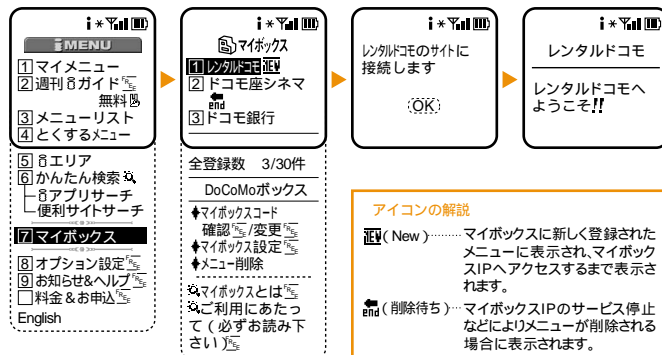 iMENU
1 マイメニュー
2 週刊iガイド Free
無料
3 メニューリスト
4 とくするメニュー
5 iエリア
6 かんたん検索
iアプリサーチ
便利サイトサーチ
7 マイボックス
8 オプション設定 Free
9 お知らせ&ヘルプ Free
料金&お申込 Free
English
マイボックス
1 レンタルドコモ NEW
2 ドコモ座シネマ
end
3 ドコモ銀行
全登録数 3/30件
DoCoMoボックス
♦マイボックスコード
確認 Free/変更 Free
♦マイボックス設定 Free
♦メニュー削除
マイボックスとは Free
ご利用にあたっ
て(必ずお読み下
さい) Free
レンタルドコモのサイトに
接続します
OK
レンタルドコモ
レンタルドコモへ
ようこそ!!
アイコンの解説
NEW (New)………マイボックスに新しく登録された
メニューに表示され、マイボック
スIPへアクセスするまで表示さ
れます。
end (削除待ち)…マイボックスIPのサービス停止
などによりメニューが削除される
場合に表示されます。